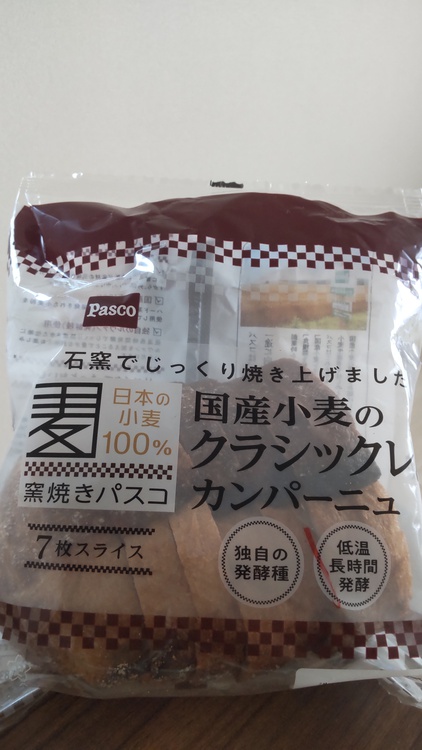 Pasco
石窯でじっくり焼き上げました
麦
日本の
小麦
100%
窯焼きパスコ
国産小麦の
クラシックレ
カンパーニュ
7枚スライス
独自の
発酵種
低温
長時間
発酵